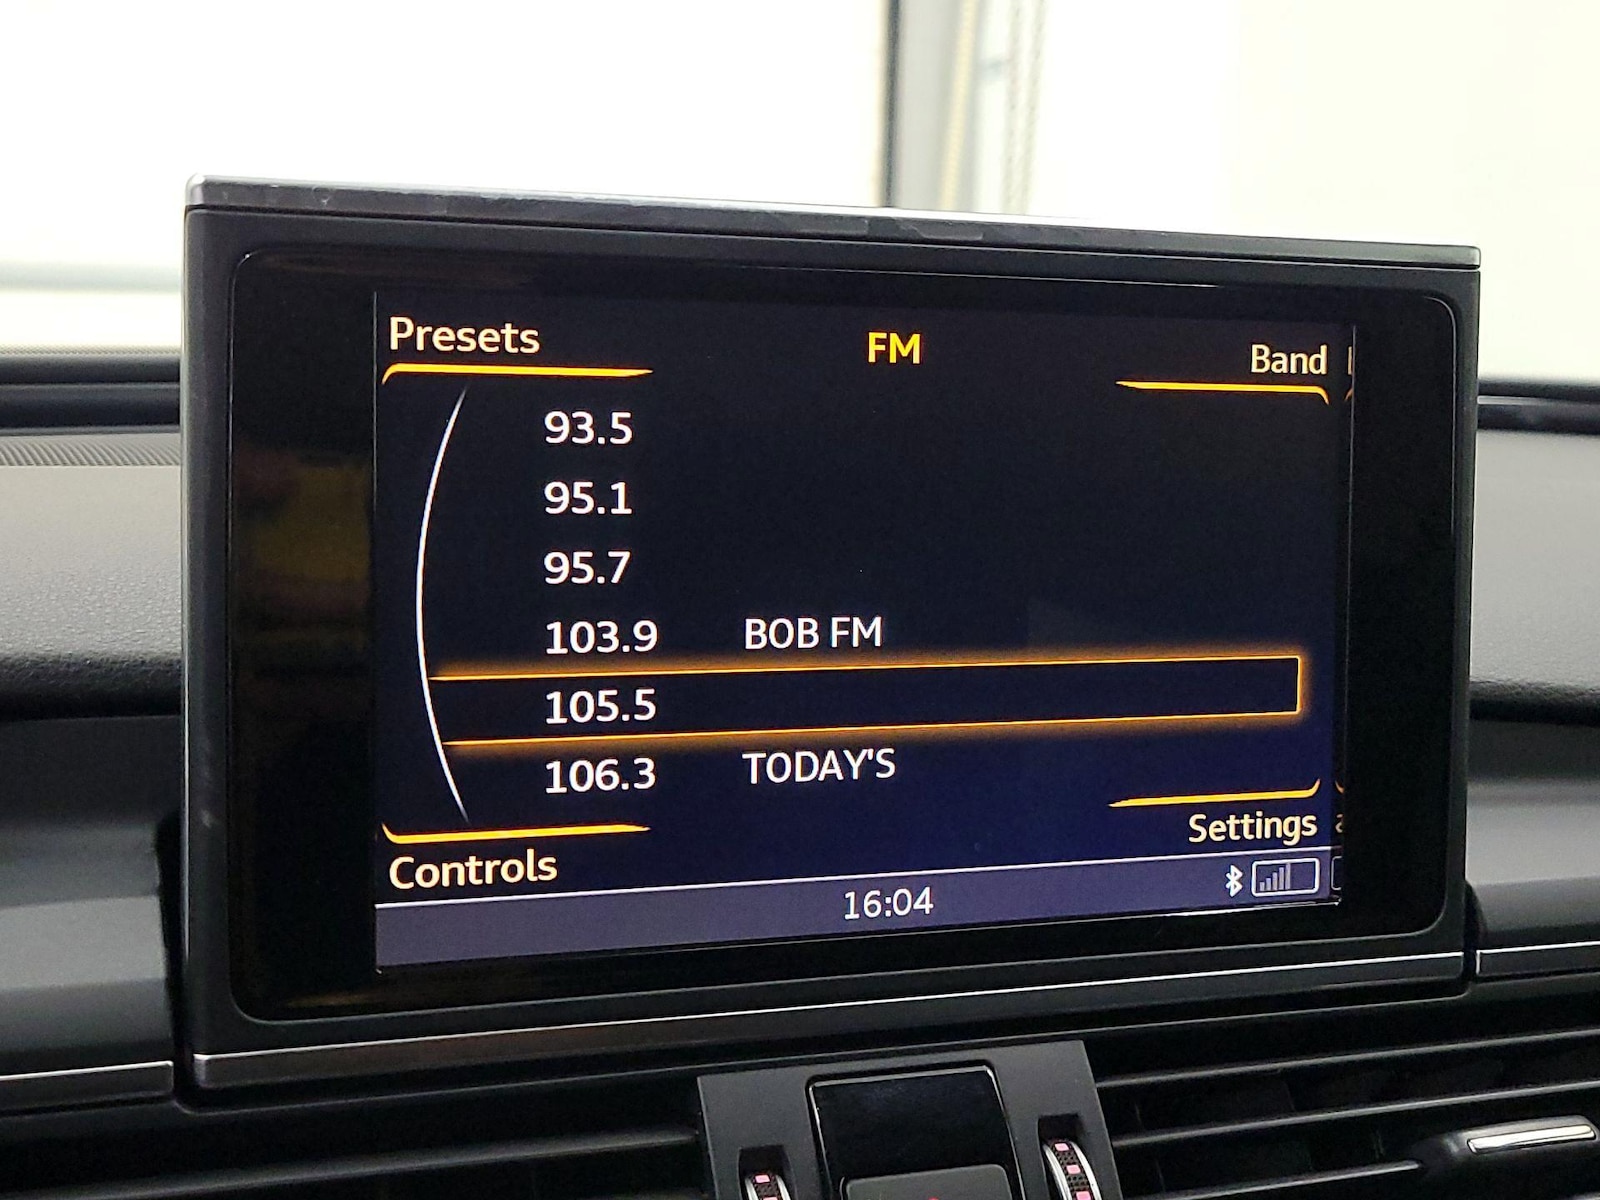 Presets
FM
Band
93.5
95.1
95.7
103.9 BOB FM
105.5
106.3 TODAY'S
Settings
Controls
16:04